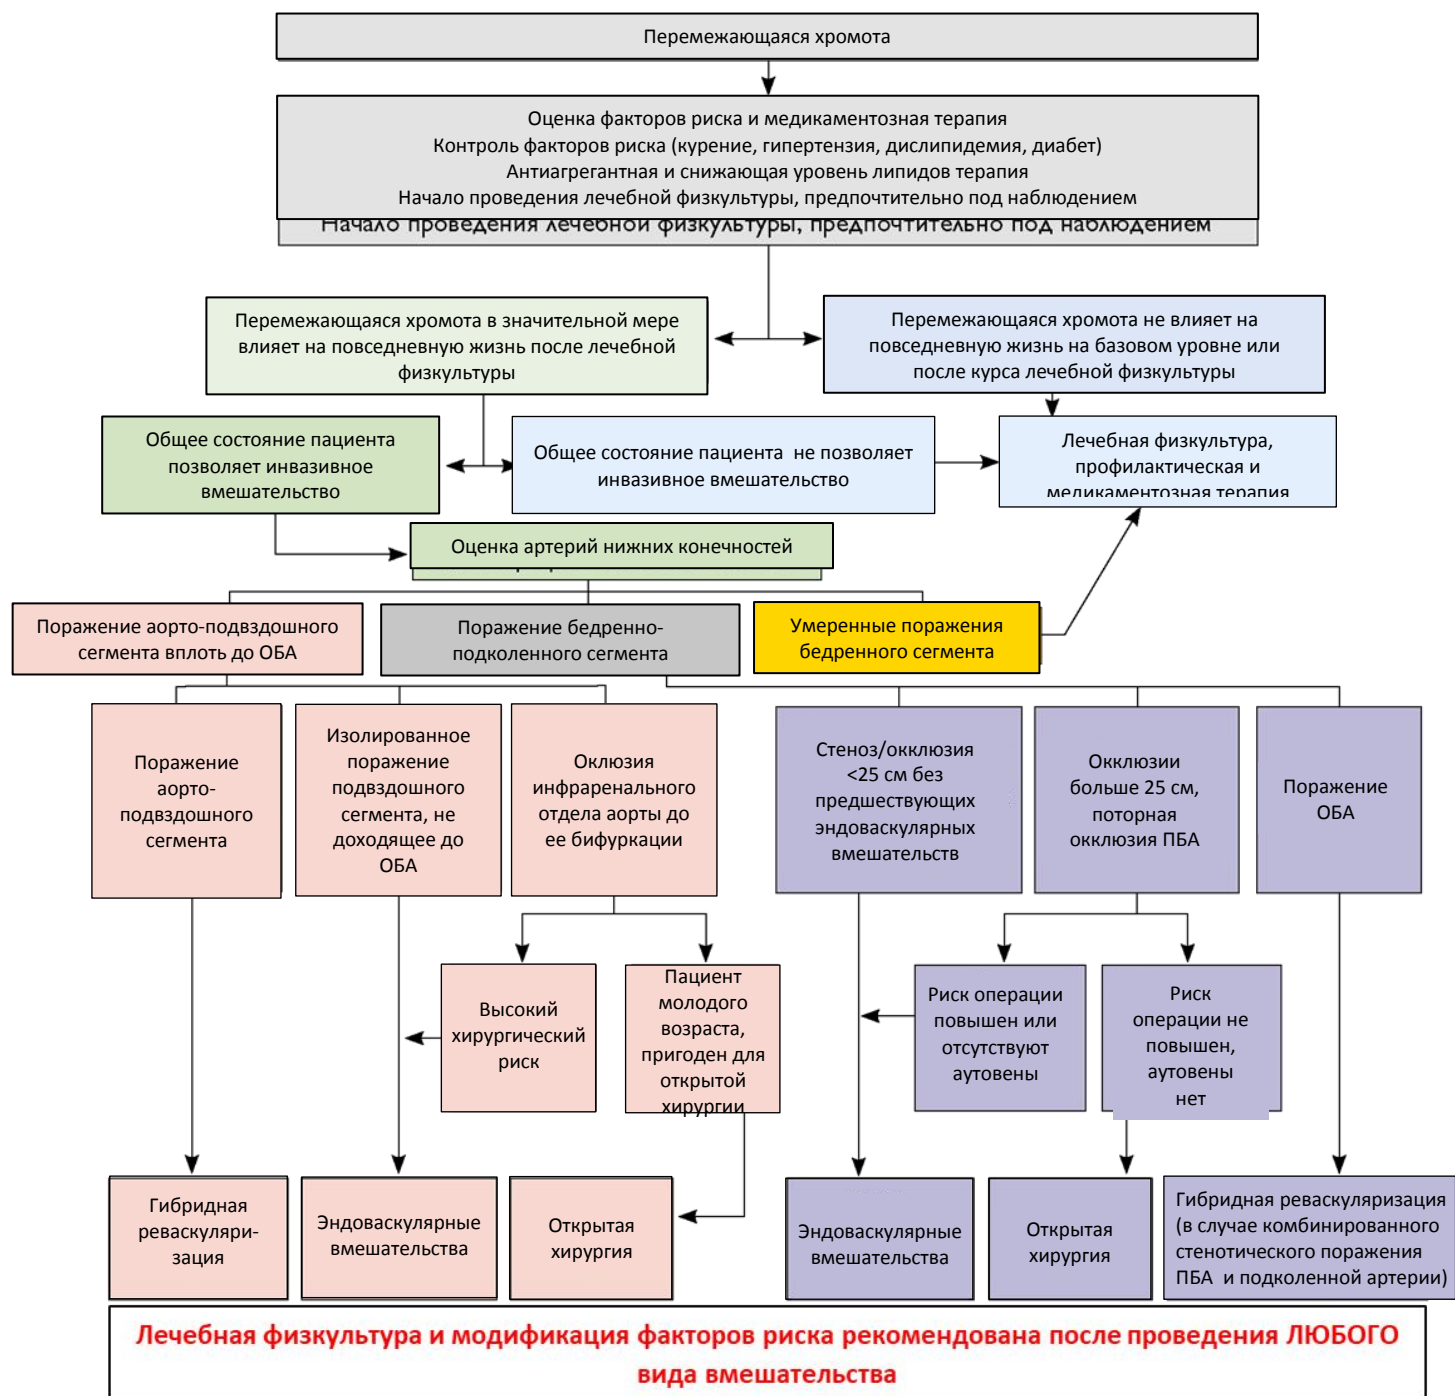 Перемежающаяся хромота
Оценка факторов риска и медикаментозная терапия
Контроль факторов риска (курение, гипертензия, дислипидемия, диабет)
Антиагрегантная и снижающая уровень липидов терапия
Начало проведения лечебной физкультуры, предпочтительно под наблюдением
Начало проведения лечебной физкультуры, предпочтительно под наблюдением
Перемежающаяся хромота в значительной мере
влияет на повседневную жизнь после лечебной
физкультуры
Перемежающаяся хромота не влияет на
повседневную жизнь на базовом уровне или
после курса лечебной физкультуры
Общее состояние пациента
позволяет инвазивное
вмешательство
Общее состояние пациента не позволяет
инвазивное вмешательство
Лечебная физкультура,
профилактическая и
медикаментозная терапия
Оценка артерий нижних конечностей
Поражение аорто-подвздошного
сегмента вплоть до ОБА
Поражение бедренно-
подколенного сегмента
Умеренные поражения
бедренного сегмента
Поражение
аорто-
подвздошного
сегмента
Изолированное
поражение
подвздошного
сегмента, не
доходящее до
ОБА
Оклюзия
инфраренального
отдела аорты до
ее бифуркации
Стеноз/окклюзия
<25 см без
предшествующих
эндоваскулярных
вмешательств
Окклюзии
больше 25 см,
поторная
окклюзия ПБА
Поражение
ОБА
Высокий
хирургический
риск
Пациент
молодого
возраста,
пригоден для
открытой
хирургии
Риск операции
повышен или
отсутствуют
аутовены
Риск
операции не
повышен,
аутовены
нет
Гибридная
реваскуляри-
зация
Эндоваскулярные
вмешательства
Открытая
хирургия
Эндоваскулярные
вмешательства
Открытая
хирургия
Гибридная реваскуляризация
(в случае комбинированного
стенотического поражения
ПБА и подколенной артерии)
Лечебная физкультура и модификация факторов риска рекомендована после проведения ЛЮБОГО
вида вмешательства